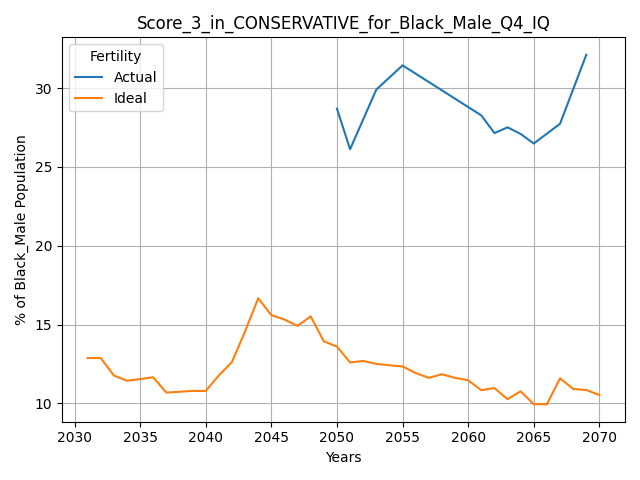 Score_3_in_CONSERVATIVE_for_Black_Male_Q4_IQ
Fertility
Actual
Ideal
% of Black_Male Population
30
25
20
15
10
2030 2035 2040 2045 2050 2055 2060 2065 2070
Years